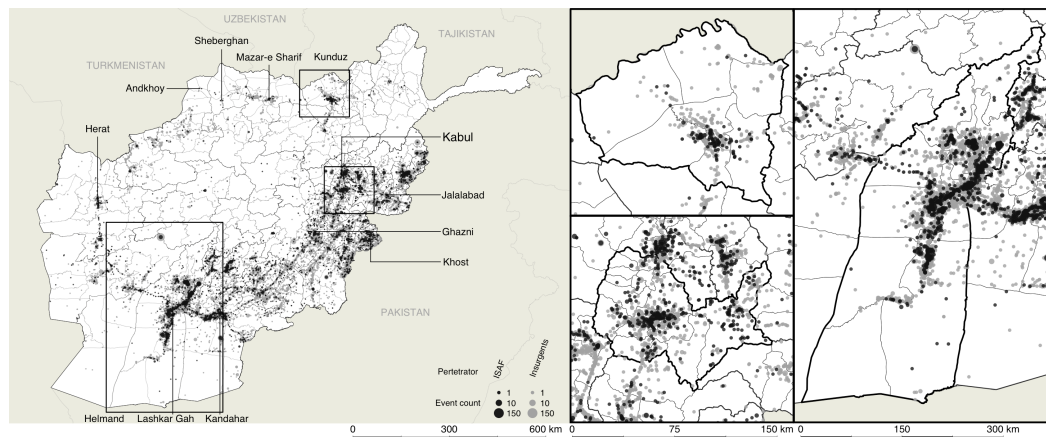 UZBEKISTAN
TAJIKISTAN
Sheberghan
Mazar-e Sharif
Kunduz
TURKMENISTAN
Andkhoy
Herat
Kabul
Jalalabad
Ghazni
Khost
PAKISTAN
Pertetrator
ISAF
Insurgents
Event count
1 1
10 10
150 150
Helmand Lashkar Gah Kandahar
0 300 600 km
0 75 150 km
0 150 300 km